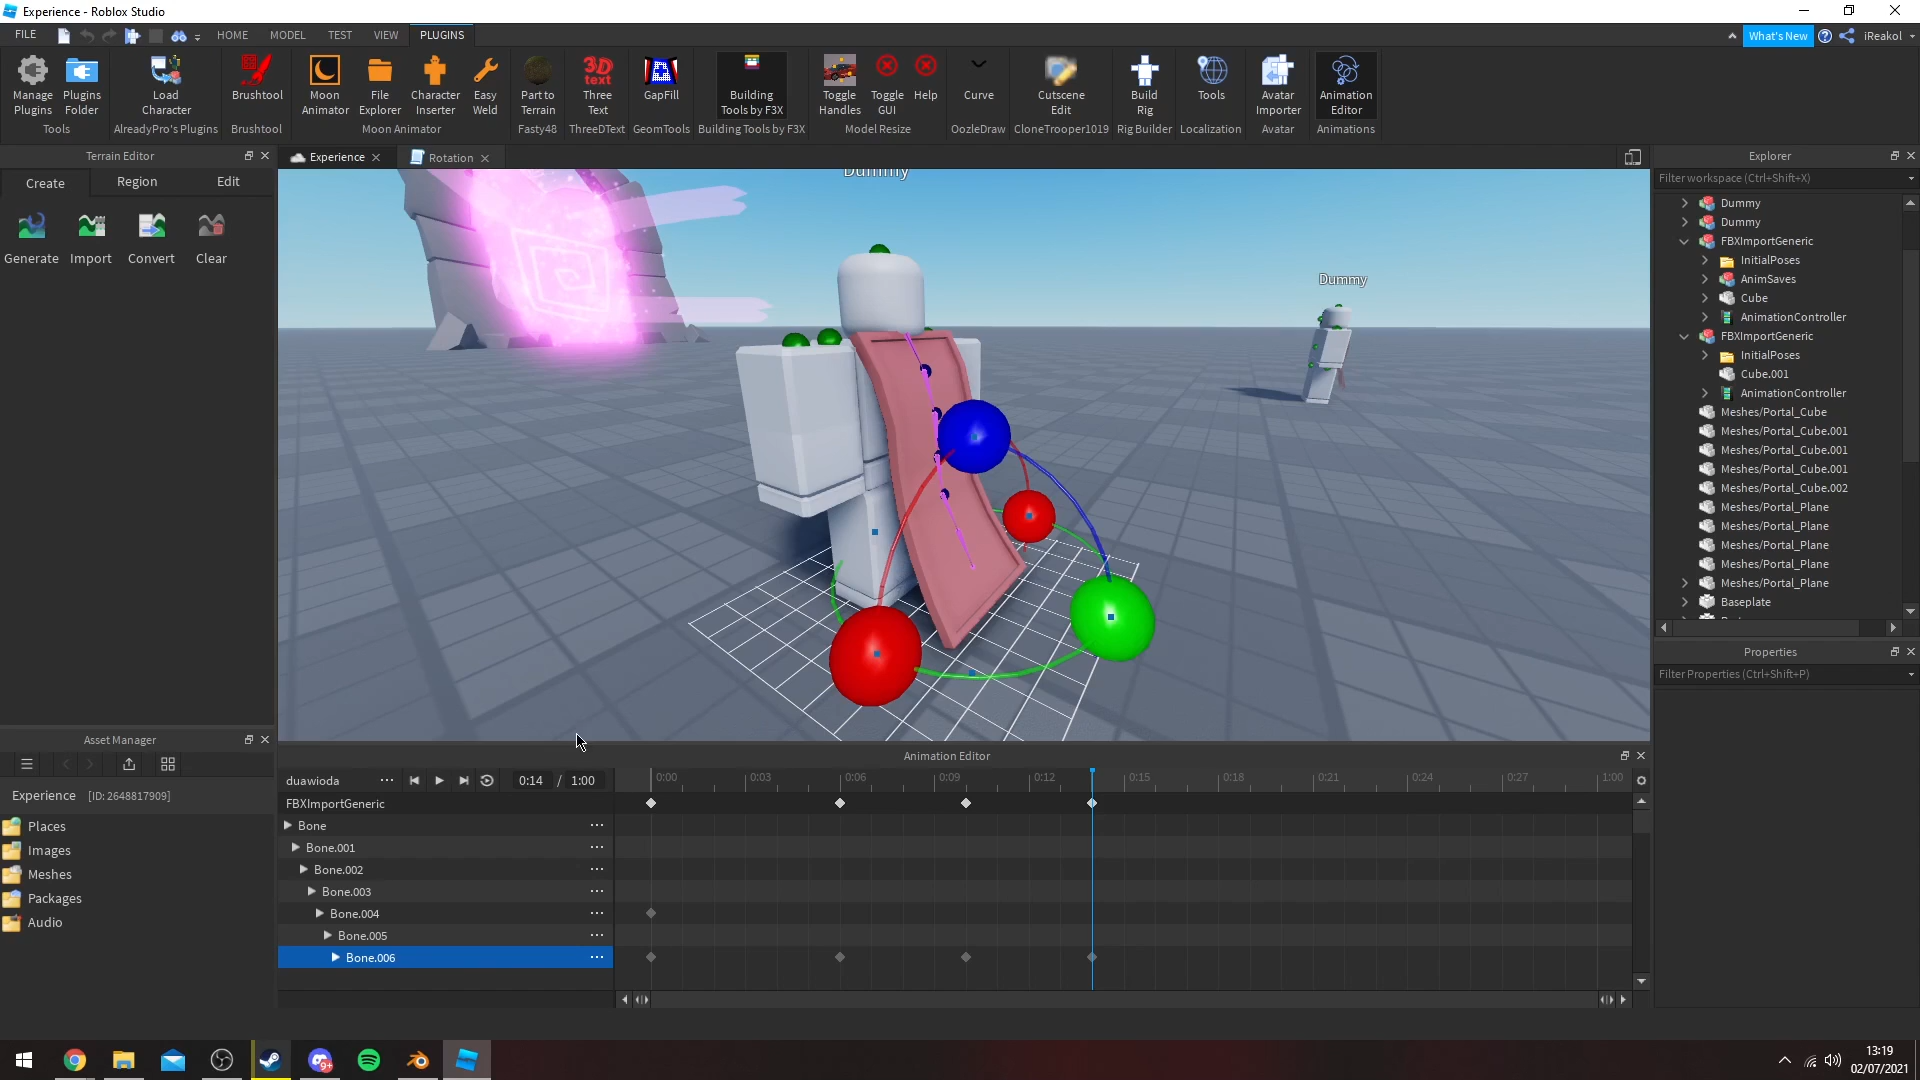 Experience - Roblox Studio
FILE HOME MODEL TEST VIEW PLUGINS What's New iReakol
Manage Plugins
Plugins Folder
Tools
Load Character
AlreadyPro's Plugins
Brushtool
Brushtool
Moon Animator
File Explorer
Character Inserter
Easy Weld
Moon Animator
Part to Terrain
Fasty48
3D text
Three Text
ThreeDText
GapFill
GeomTools
Building Tools by F3X
Building Tools by F3X
Toggle Handles
Toggle GUI
Help
Model Resize
Curve
OozleDraw
Cutscene Edit
CloneTrooper1019
Build Rig
Rig Builder
Tools
Localization
Avatar Importer
Avatar
Animation Editor
Animations
Terrain Editor
Create Region Edit
Generate Import Convert Clear
Experience Rotation
Dummy
Dummy
Explorer
Filter workspace (Ctrl+Shift+X)
Dummy
Dummy
FBXImportGeneric
InitialPoses
AnimSaves
Cube
AnimationController
FBXImportGeneric
InitialPoses
Cube.001
AnimationController
Meshes/Portal_Cube
Meshes/Portal_Cube.001
Meshes/Portal_Cube.001
Meshes/Portal_Cube.001
Meshes/Portal_Cube.002
Meshes/Portal_Plane
Meshes/Portal_Plane
Meshes/Portal_Plane
Meshes/Portal_Plane
Meshes/Portal_Plane
Baseplate
Properties
Filter Properties (Ctrl+Shift+P)
Asset Manager
Experience [ID: 2648817909]
Places
Images
Meshes
Packages
Audio
Animation Editor
duawioda ... 0:14 / 1:00 0:00 0:03 0:06 0:09 0:12 0:15 0:18 0:21 0:24 0:27 1:00
FBXImportGeneric
Bone ...
Bone.001 ...
Bone.002 ...
Bone.003 ...
Bone.004 ...
Bone.005 ...
Bone.006 ...
9+
13:19
02/07/2021